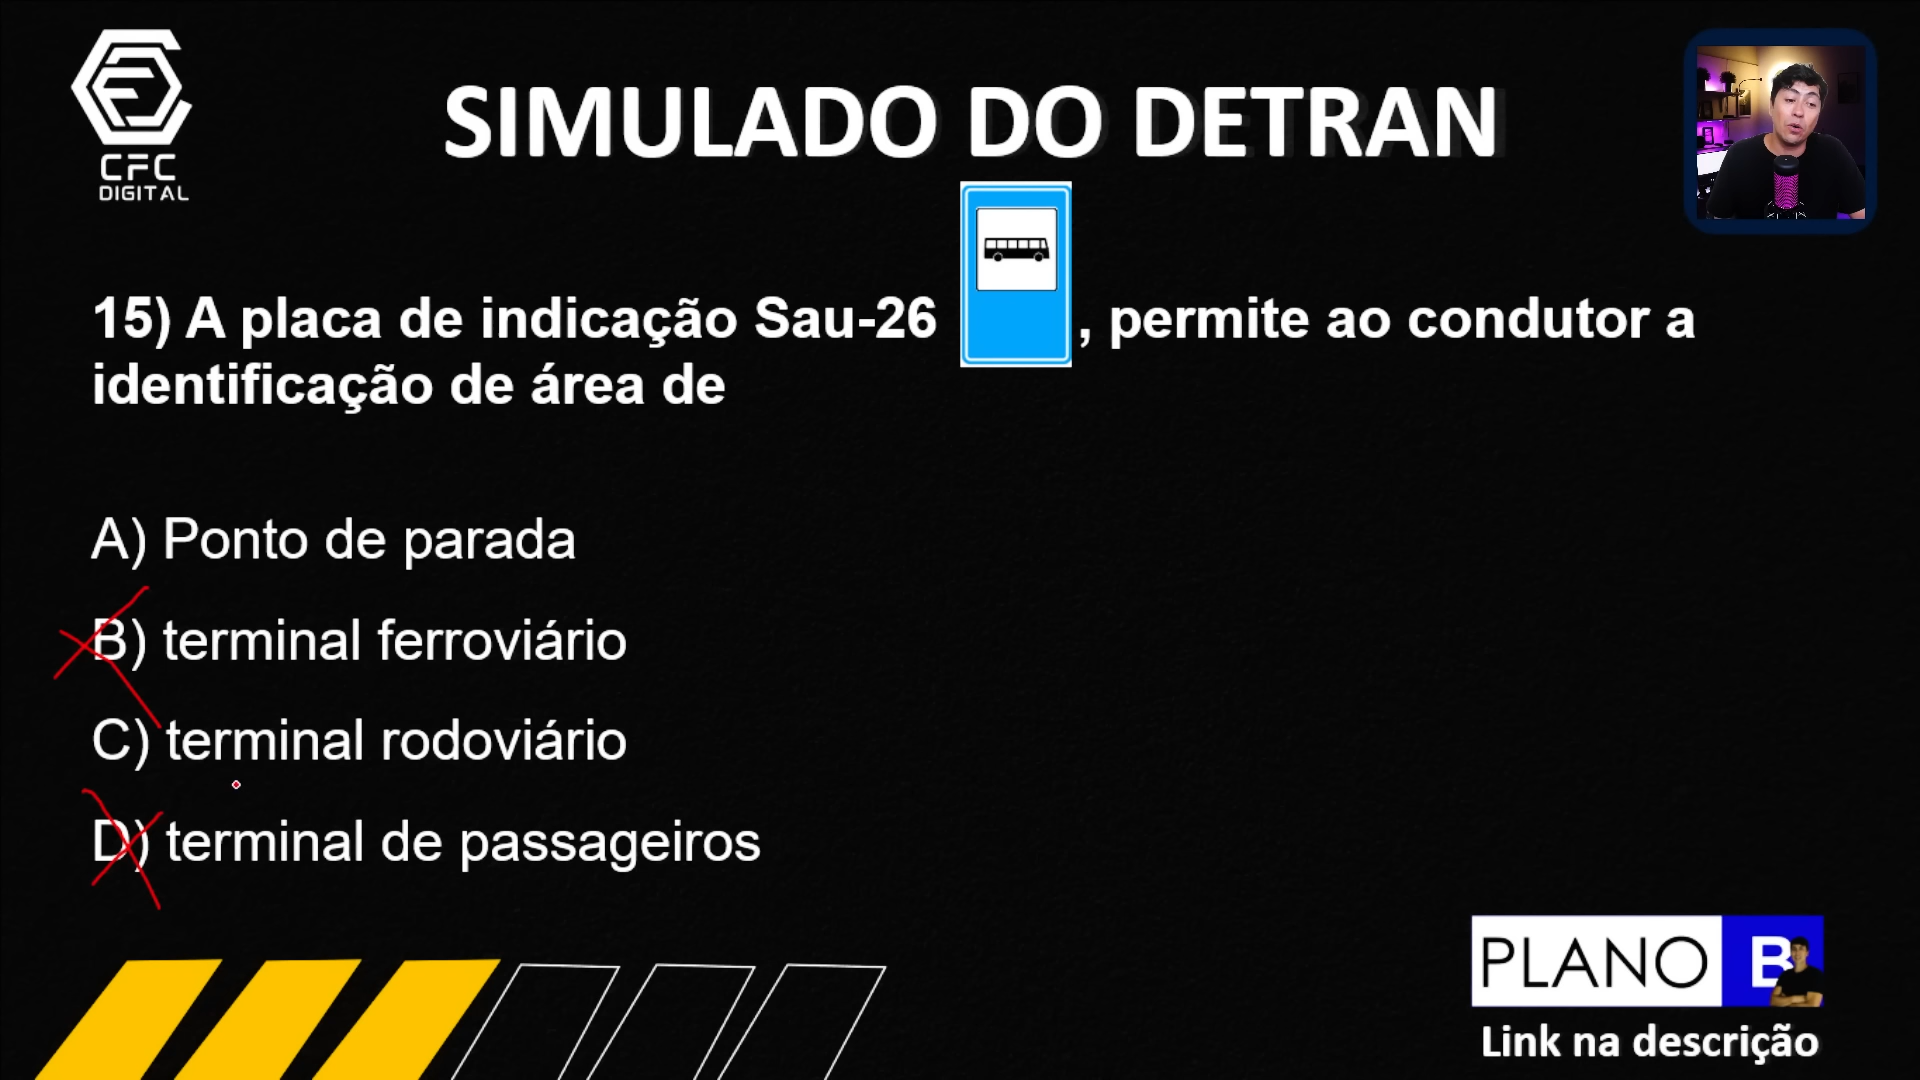 CFC
DIGITAL
SIMULADO DO DETRAN
15) A placa de indicação Sau-26 , permite ao condutor a
identificação de área de
A) Ponto de parada
B) terminal ferroviário
C) terminal rodoviário
D) terminal de passageiros
PLANO B
Link na descrição